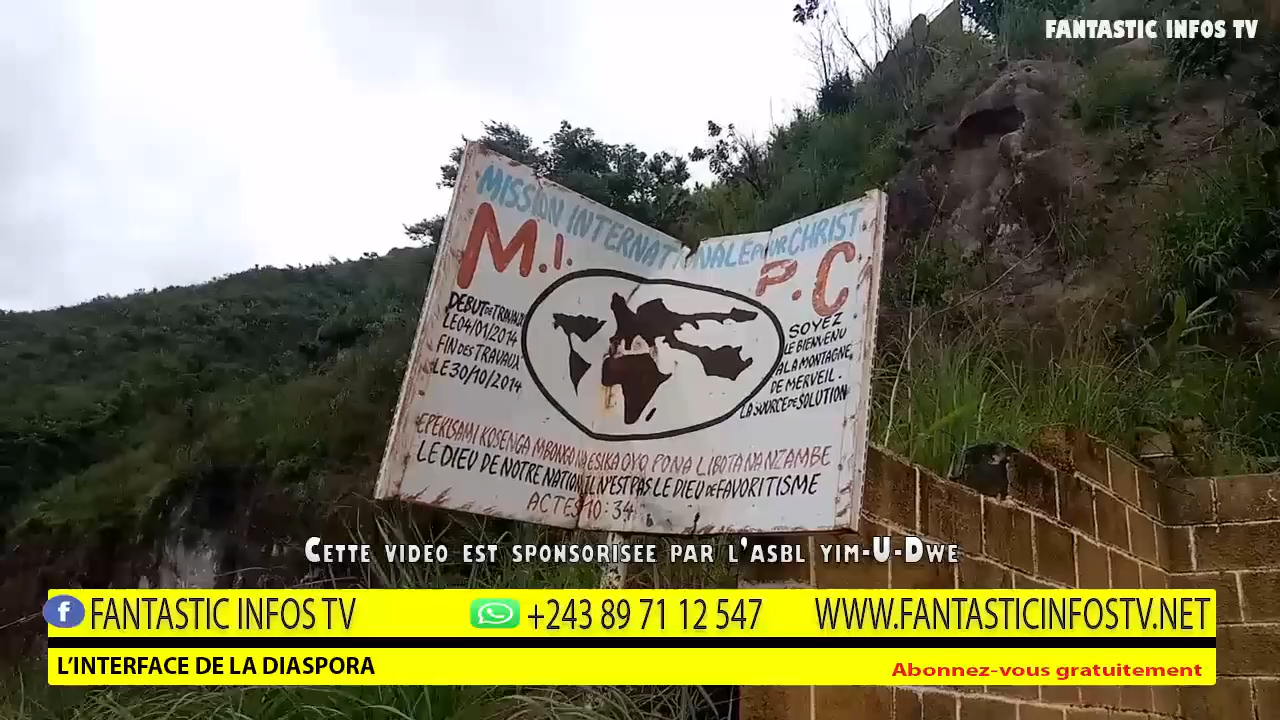 FANTASTIC INFOS TV
MISSION INTERNATIONALE POUR CHRIST
M.I. P.C
DEBUT DE TRAVAUX
LE 04/01/2014
FIN DES TRAVAUX
LE 30/10/2014
SOYEZ
LE BIENVENU
A LA MONTAGNE
DE MERVEIL.
LA SOURCE DE SOLUTION
EPEKISAMI KOSENGA MBONGO NA ESIKA OYO PONA LIBOTA NA NZAMBE
LE DIEU DE NOTRE NATION IL N'EST PAS LE DIEU DE FAVORITISME
ACTES 10:34
Cette video est sponsorisee par l'asbl yim-U-Dwe
FANTASTIC INFOS TV
+243 89 71 12 547
WWW.FANTASTICINFOSTV.NET
L'INTERFACE DE LA DIASPORA
Abonnez-vous gratuitement